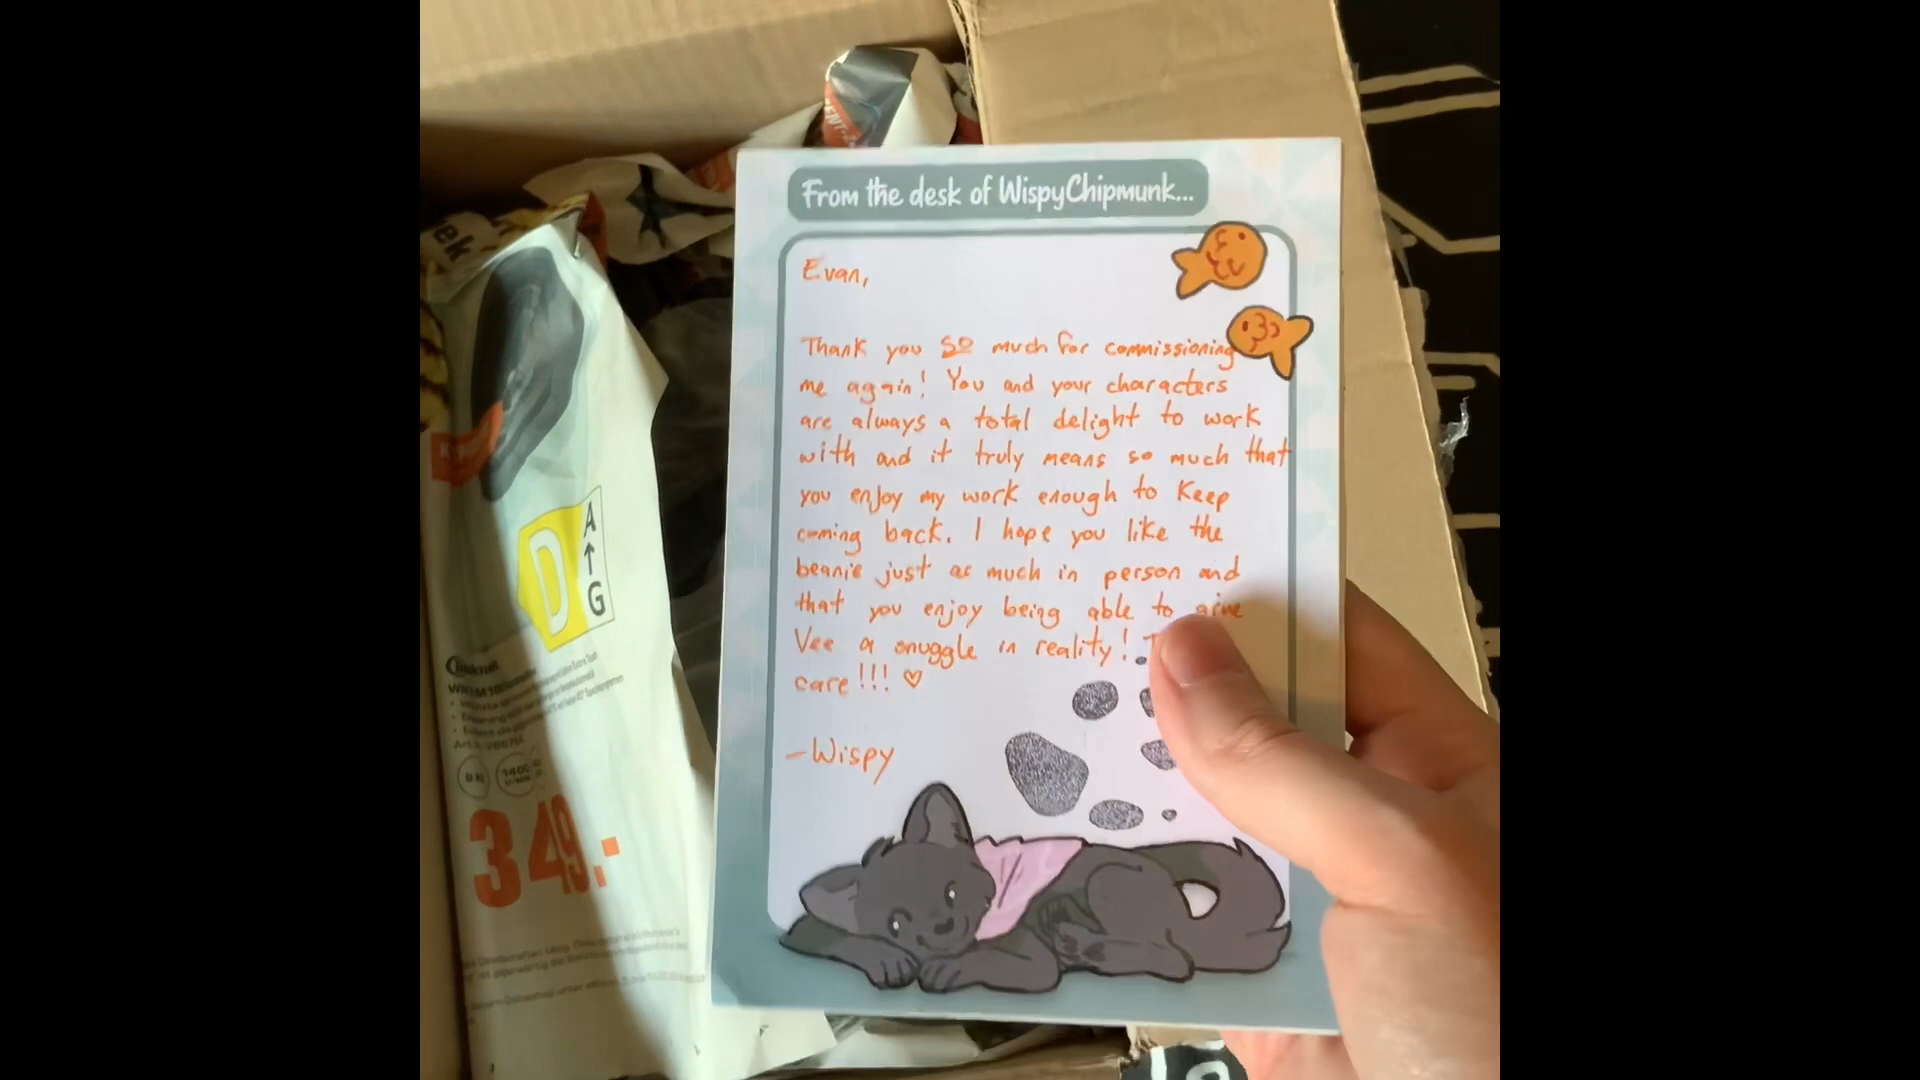 From the desk of WispyChipmunk...
Evan,
Thank you so much for commissioning
me again! You and your characters
are always a total delight to work
with and it truly means so much that
you enjoy my work enough to keep
coming back. I hope you like the
beanie just as much in person and
that you enjoy being able to give
Vee a snuggle in reality!
care!!! ♡
-Wispy
D
A
↑
G
349.-